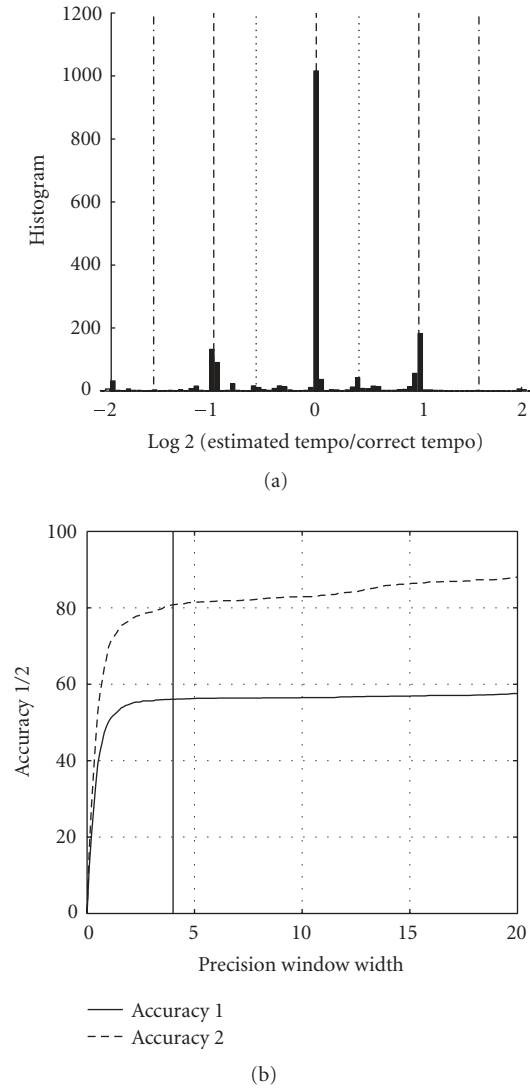 1200
1000
800
600
400
200
0
Histogram
−2
−1
0
1
2
Log 2 (estimated tempo/correct tempo)
(a)
100
80
60
40
20
0
Accuracy 1/2
0
5
10
15
20
Precision window width
Accuracy 1
Accuracy 2
(b)